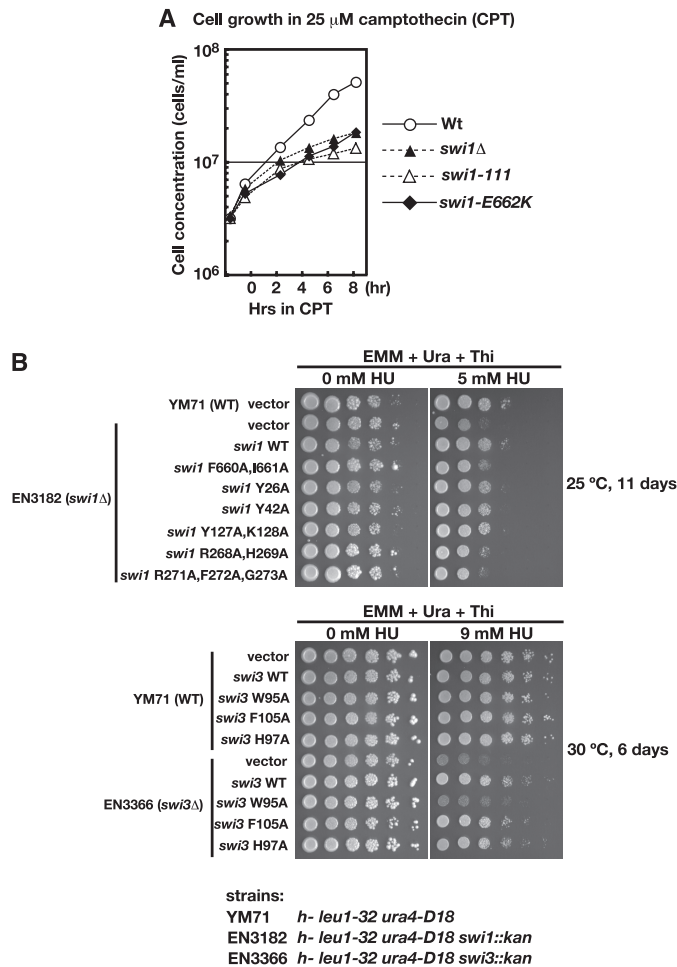 A Cell growth in 25 μM camptothecin (CPT)
Cell concentration (cells/ml)
10⁸
10⁷
10⁶
0 2 4 6 8 (hr)
Hrs in CPT
Wt
swi1Δ
swi1-111
swi1-E662K
B
EMM + Ura + Thi
0 mM HU 5 mM HU
YM71 (WT) vector
vector
swi1 WT
swi1 F660A,I661A
EN3182 (swi1Δ)
swi1 Y26A
swi1 Y42A
swi1 Y127A,K128A
swi1 R268A,H269A
swi1 R271A,F272A,G273A
25 ºC, 11 days
EMM + Ura + Thi
0 mM HU 9 mM HU
vector
swi3 WT
YM71 (WT)
swi3 W95A
swi3 F105A
swi3 H97A
vector
swi3 WT
EN3366 (swi3Δ)
swi3 W95A
swi3 F105A
swi3 H97A
30 ºC, 6 days
strains:
YM71 h- leu1-32 ura4-D18
EN3182 h- leu1-32 ura4-D18 swi1::kan
EN3366 h- leu1-32 ura4-D18 swi3::kan